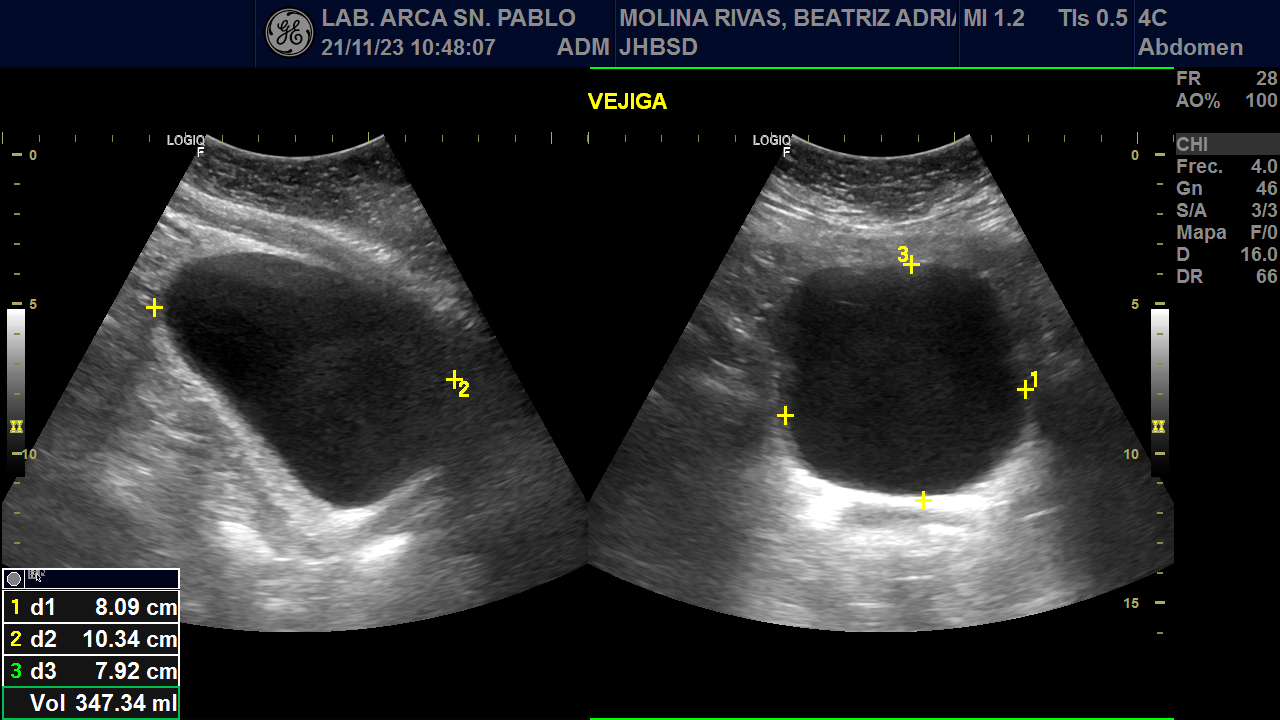 LAB. ARCA SN. PABLO
21/11/23 10:48:07 ADM
MOLINA RIVAS, BEATRIZ ADRI
JHBSD
MI 1.2 TIs 0.5
4C
Abdomen
VEJIGA
FR 28
AO% 100
CHI
Frec. 4.0
Gn 46
S/A 3/3
Mapa F/0
D 16.0
DR 66
LOGIQ
F
0
5
10
2
LOGIQ
F
3
1
0
5
10
15
1 d1 8.09 cm
2 d2 10.34 cm
3 d3 7.92 cm
Vol 347.34 ml